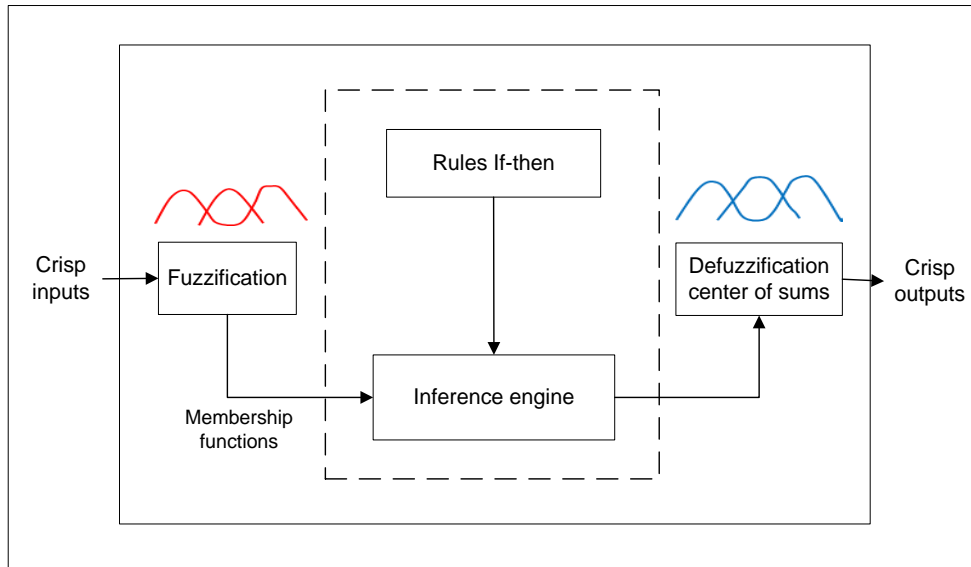 Rules If-then
Crisp
inputs
Fuzzification
Defuzzification
center of sums
Crisp
outputs
Inference engine
Membership
functions